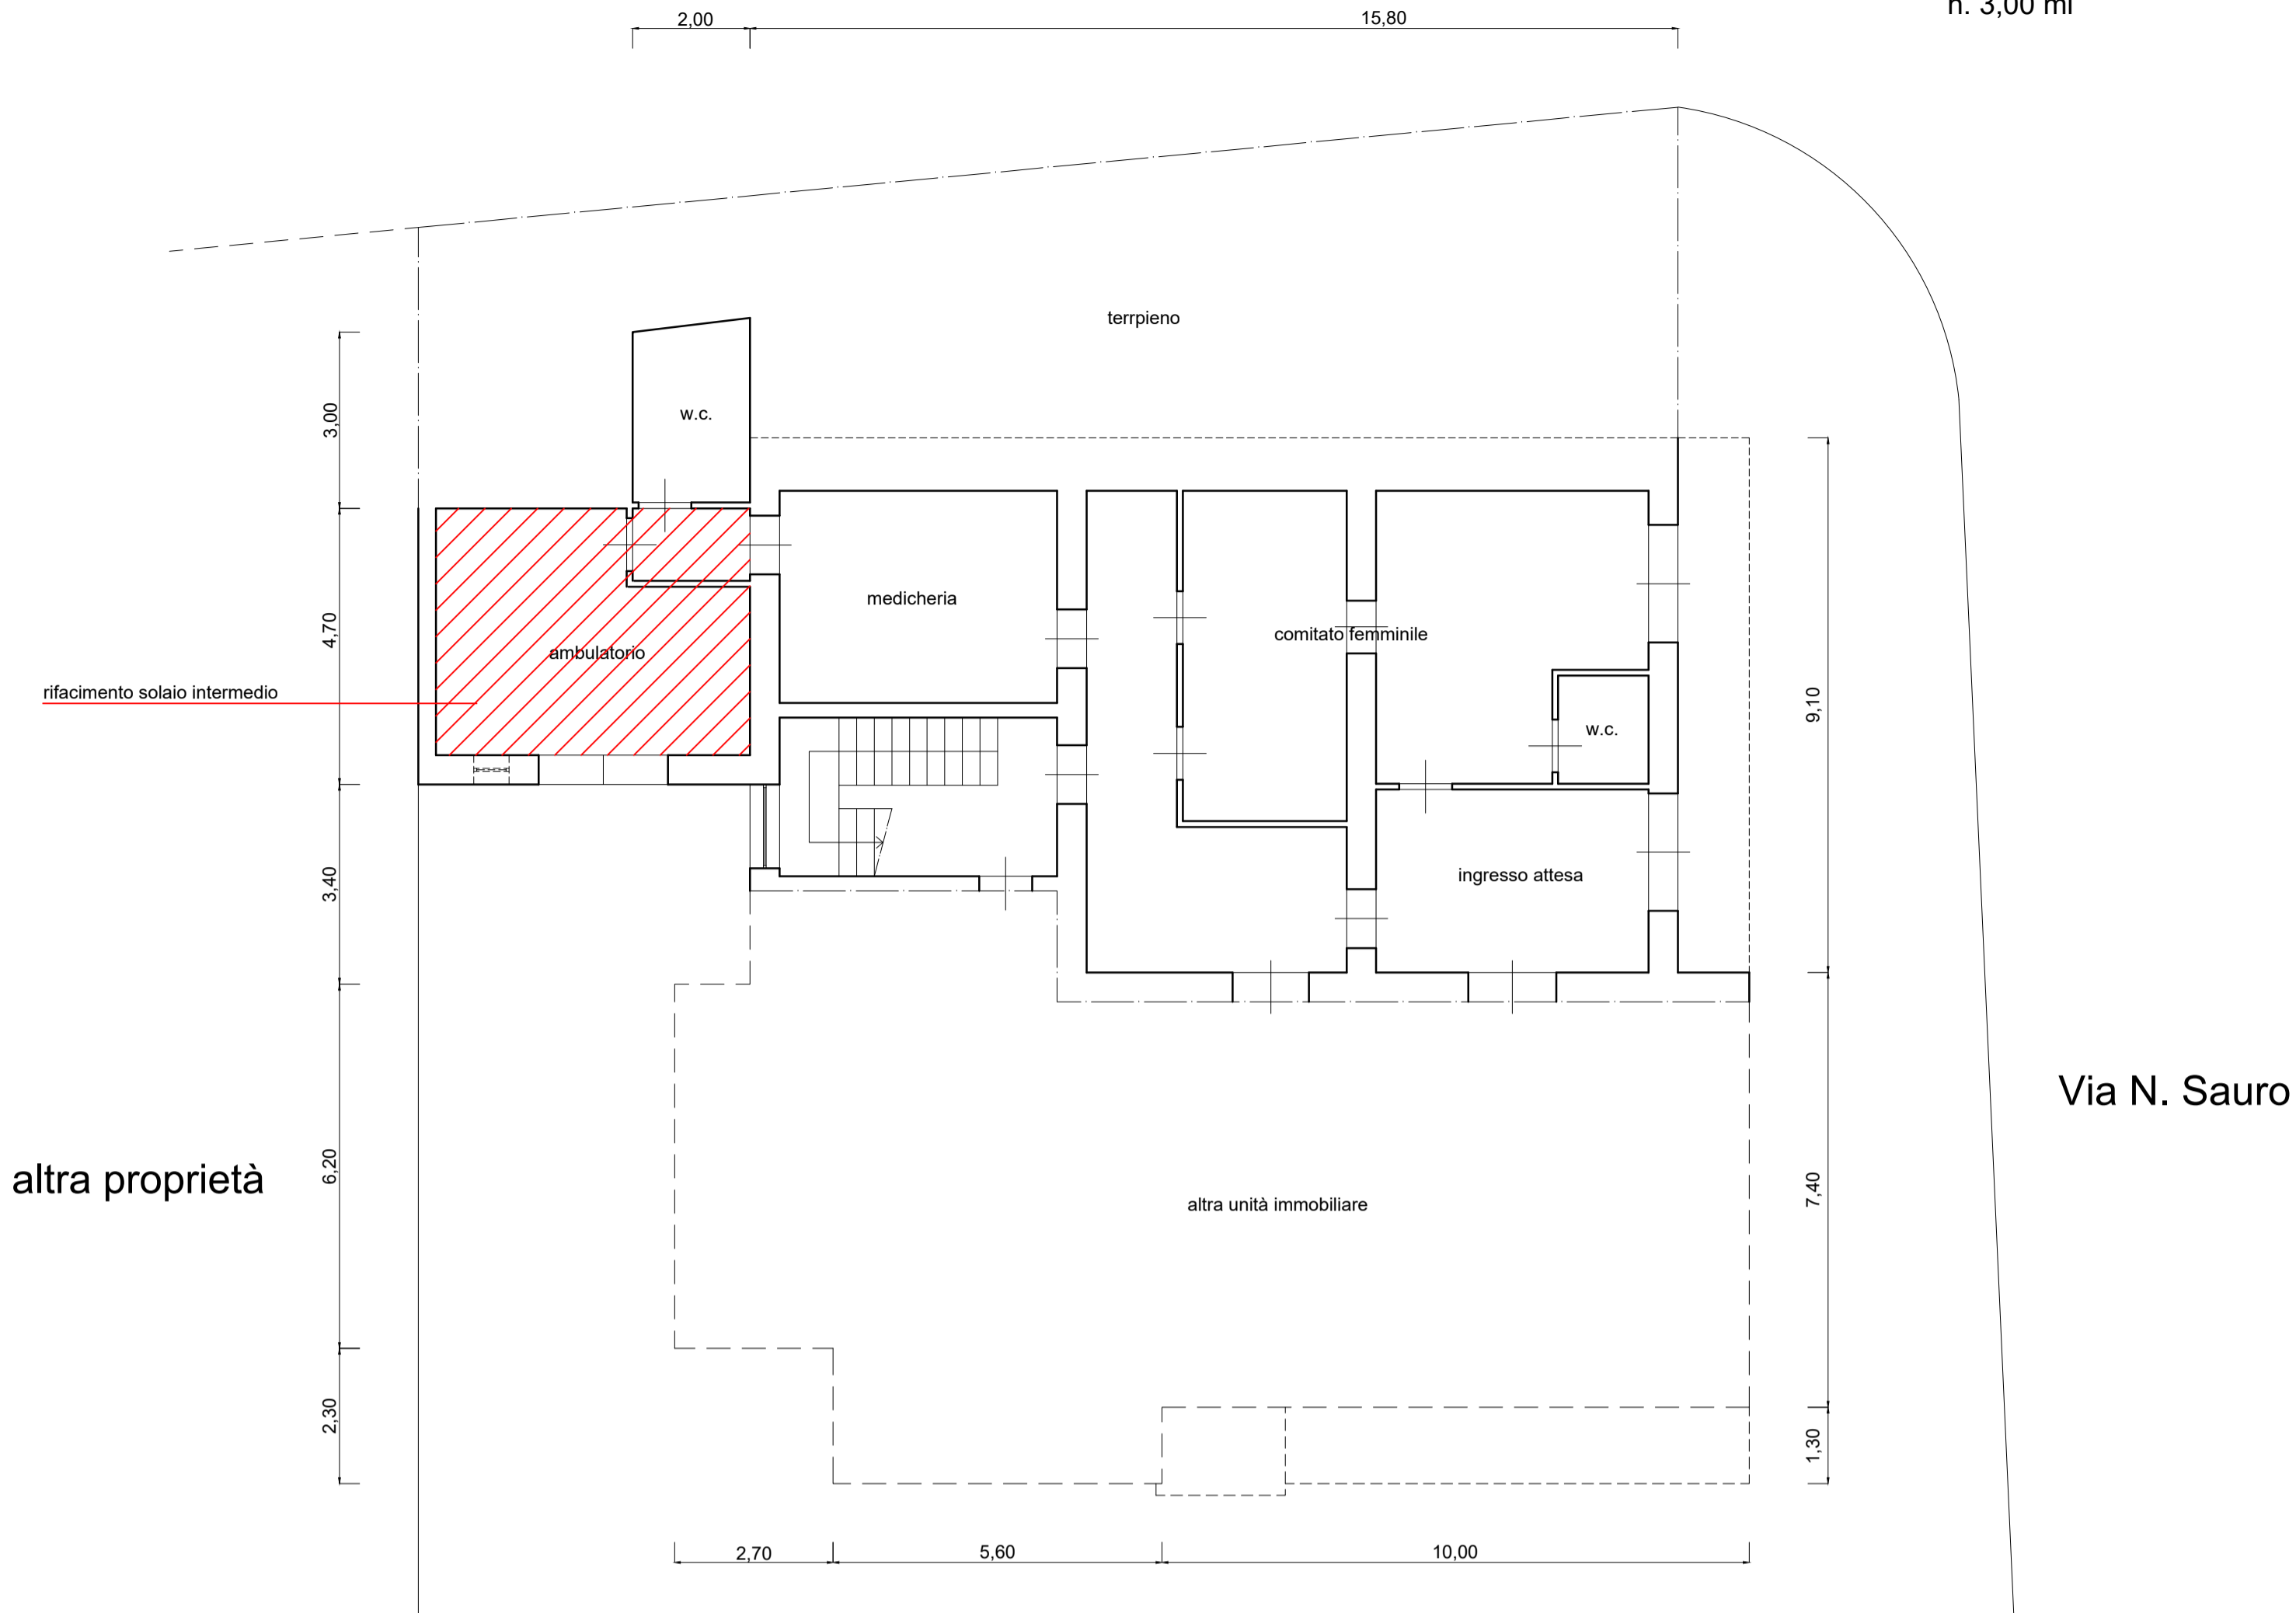 2,00
15,80
h. 3,00 ml
terrpieno
3,00
w.c.
medicheria
4,70
comitato femminile
ambulatorio
rifacimento solaio intermedio
9,10
w.c.
3,40
ingresso attesa
Via N. Sauro
6,20
altra proprietà
altra unità immobiliare
7,40
2,30
1,30
2,70
5,60
10,00